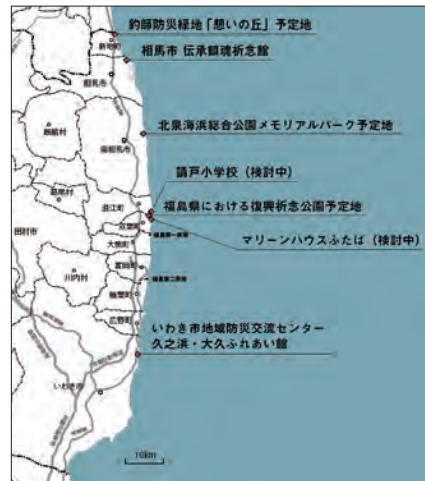 釣師防災緑地「想いの丘」予定地
新地町
相馬市 伝承鎮魂祈念館
相馬市
飯舘村
北泉海浜総合公園メモリアルパーク予定地
南相馬市
請戸小学校(検討中)
葛尾村
浪江町
福島県における復興祈念公園予定地
双葉町
田村市
大熊町
マリーンハウスふたば(検討中)
富岡町
川内村
楢葉町
広野町
いわき市地域防災交流センター
久之浜・大久ふれあい館
いわき市
10km